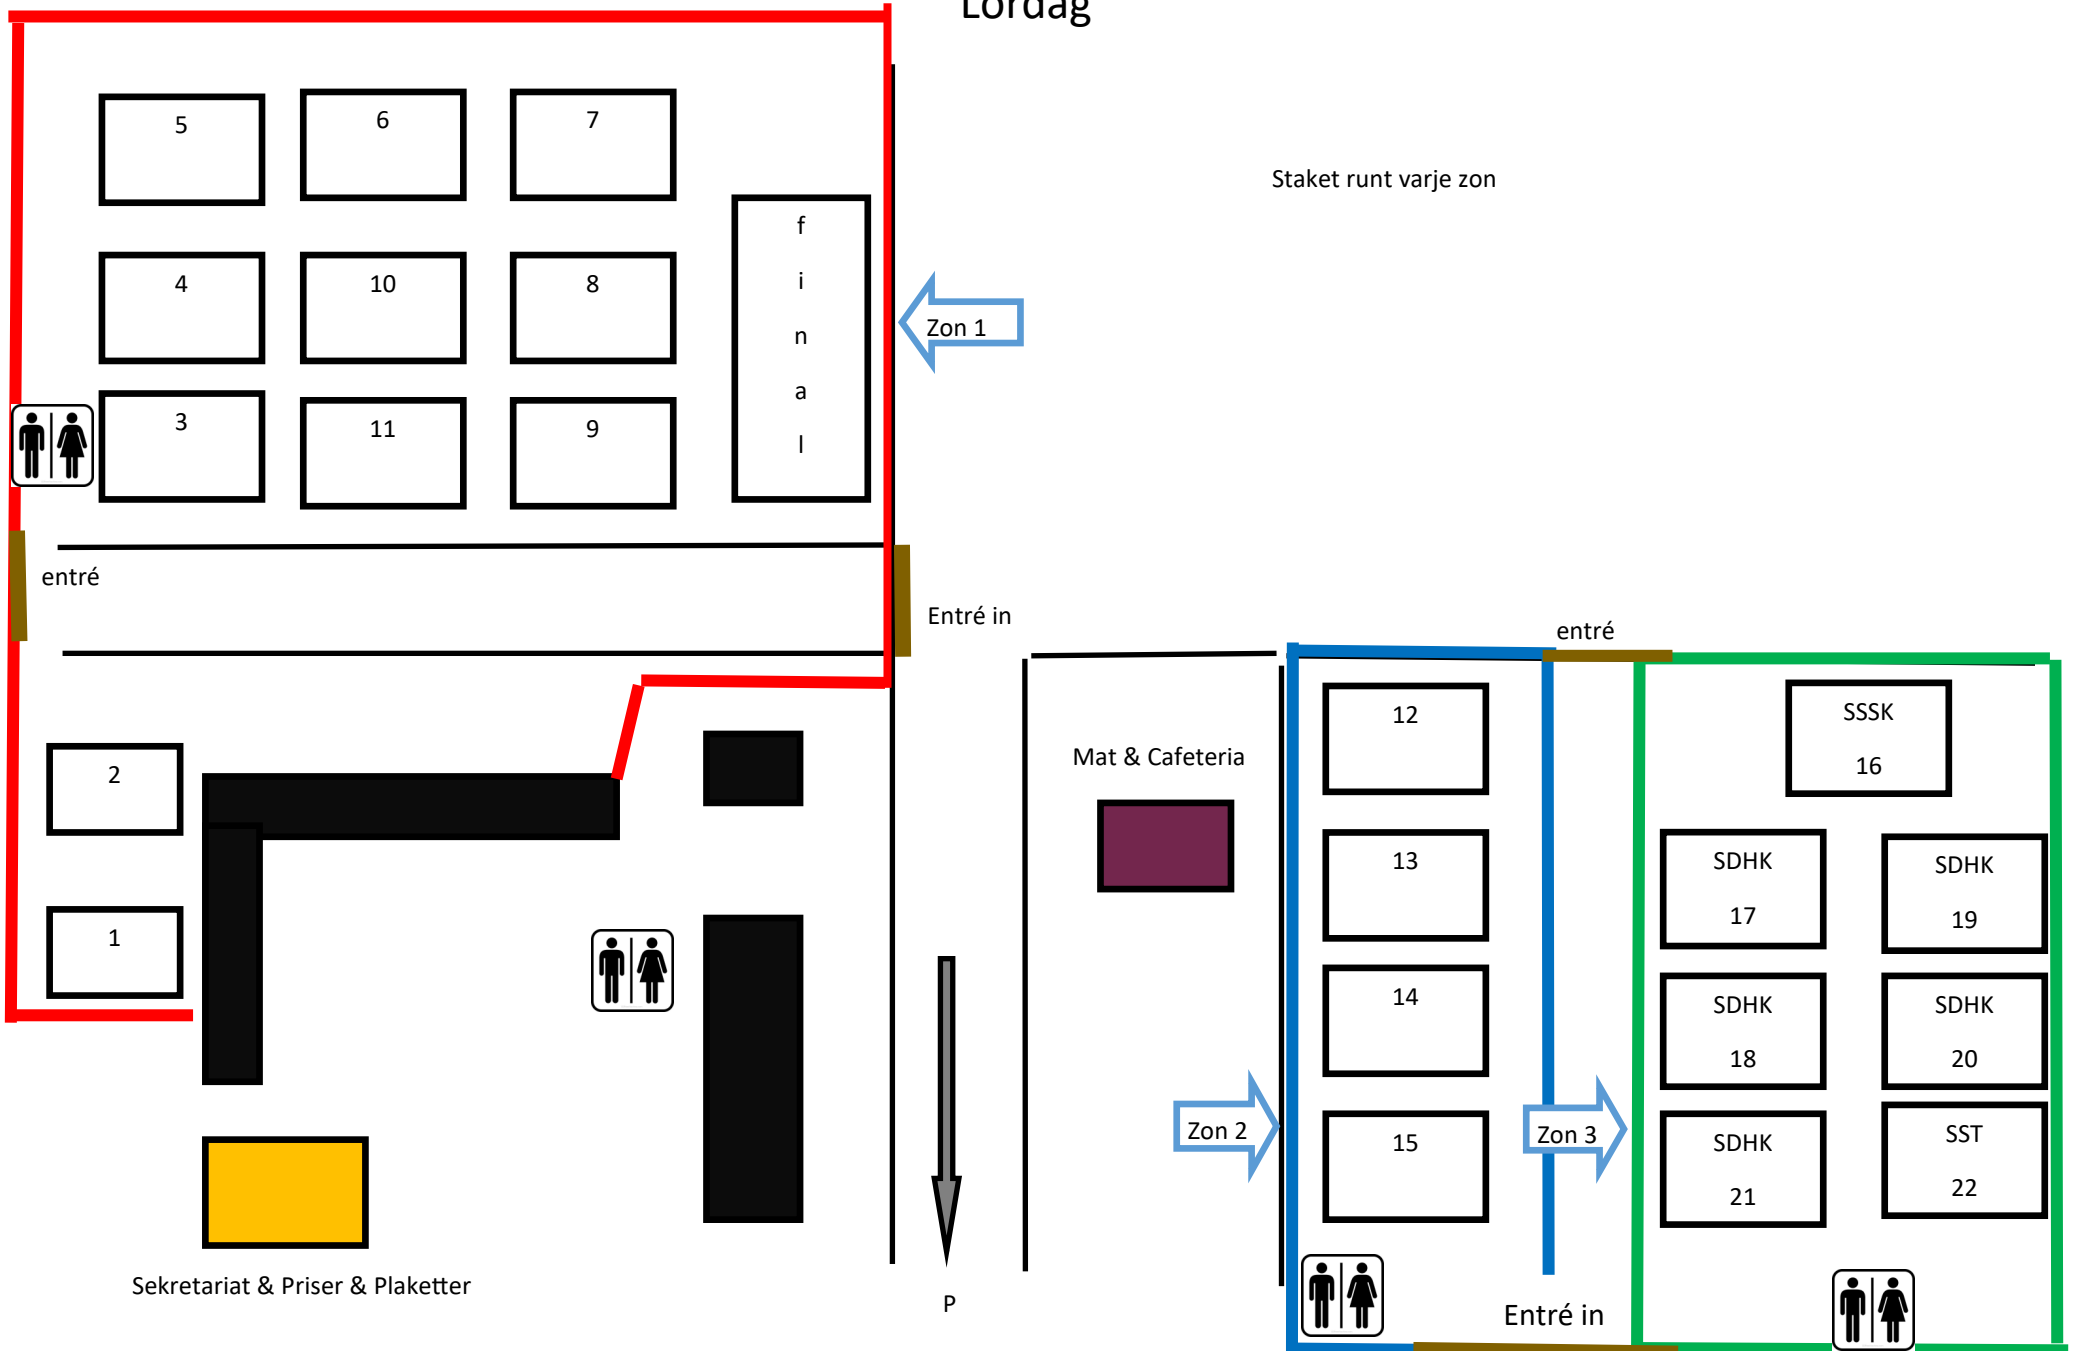 Lördag
5
6
7
Staket runt varje zon
f
i
n
a
l
4
10
8
Zon 1
3
11
9
entré
Entré in
entré
2
1
Mat & Cafeteria
12
13
14
15
SSSK
16
SDHK
17
SDHK
19
SDHK
18
SDHK
20
SDHK
21
SST
22
Zon 2
Zon 3
Sekretariat & Priser & Plaketter
P
Entré in